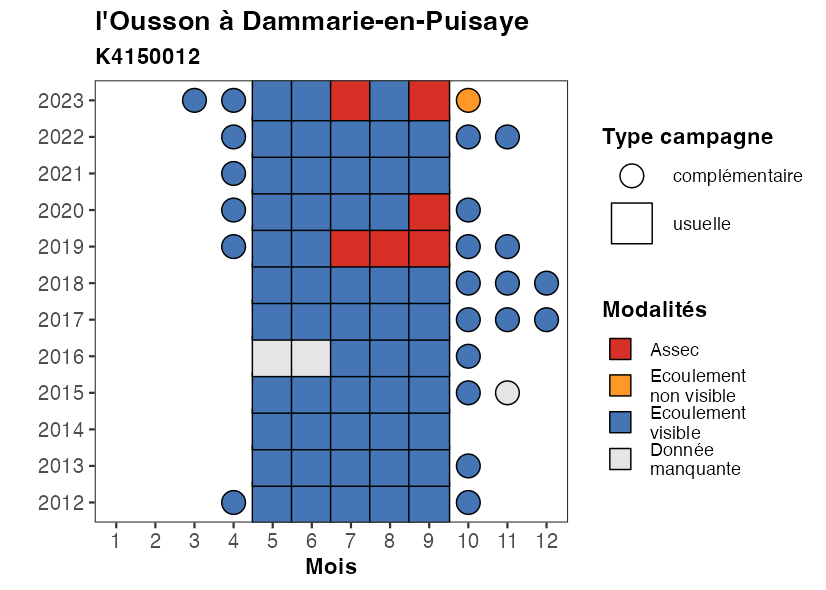 l'Ousson à Dammarie-en-Puisaye
K4150012
2023
2022
2021
2020
2019
2018
2017
2016
2015
2014
2013
2012
1 2 3 4 5 6 7 8 9 10 11 12
Mois
Type campagne
complémentaire
usuelle
Modalités
Assec
Ecoulement
non visible
Ecoulement
visible
Donnée
manquante